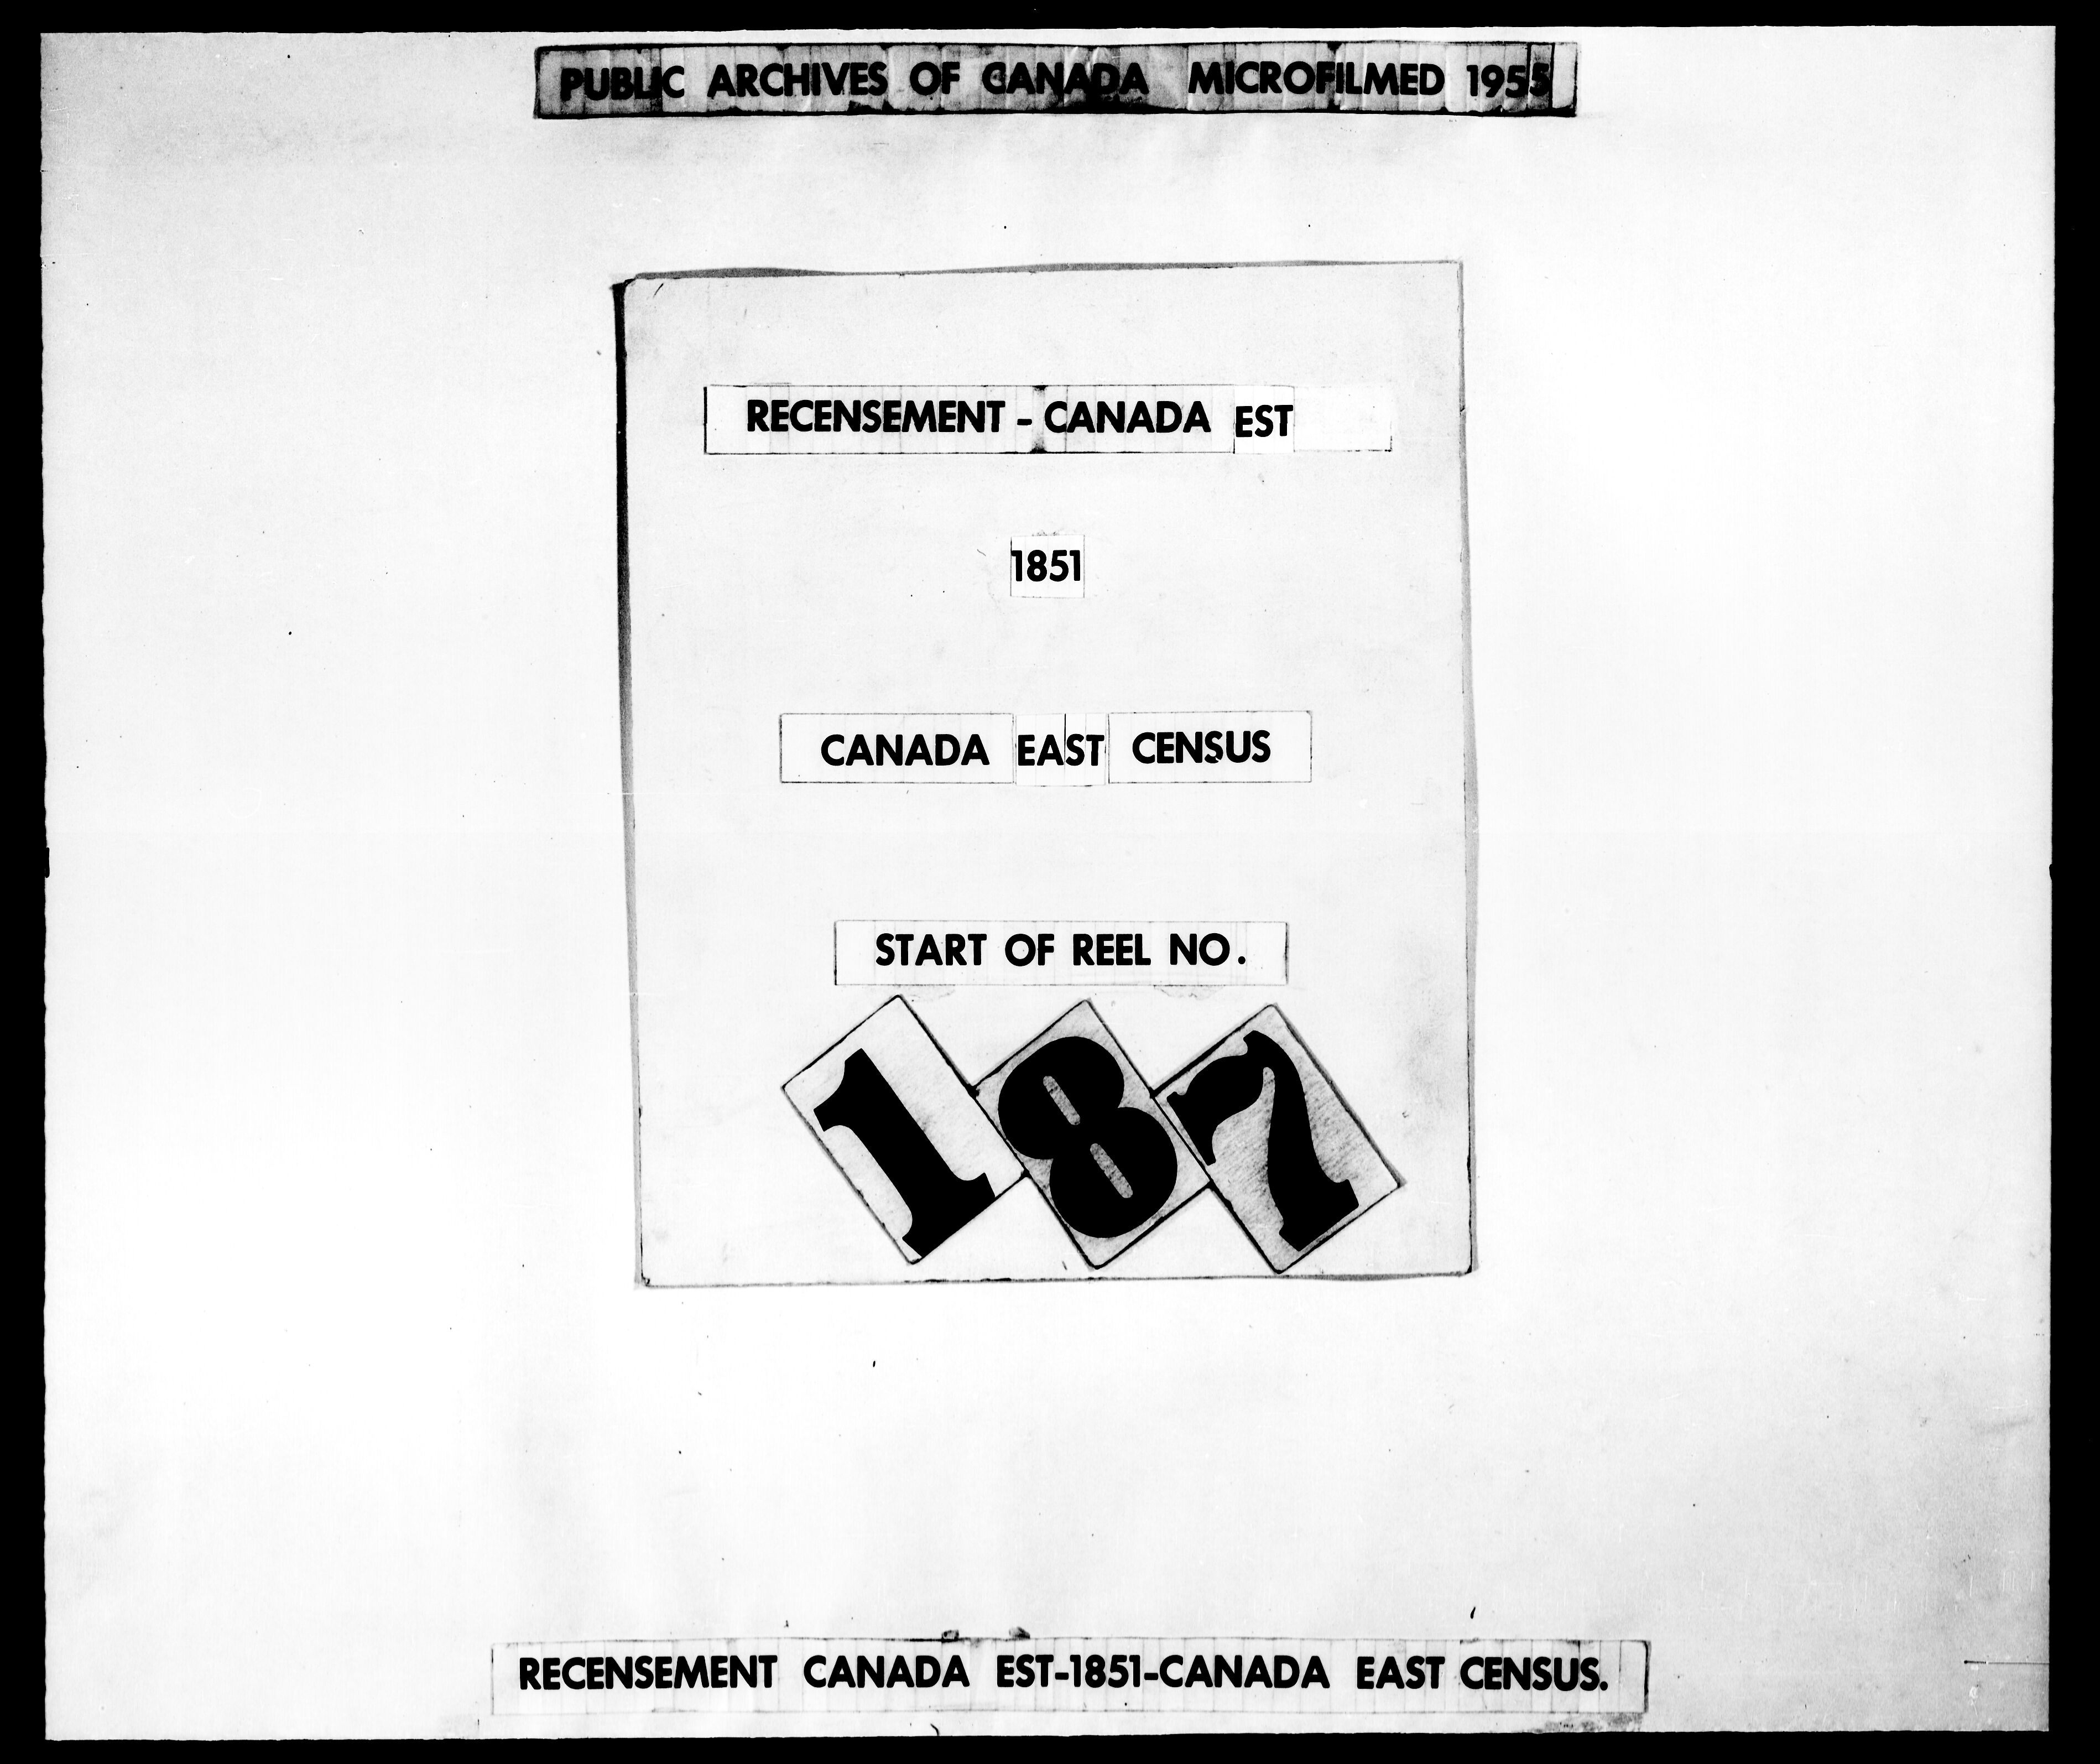 PUBLIC ARCHIVES OF CANADA MICROFILMED 1955
RECENSEMENT - CANADA EST
1851
CANADA EAST CENSUS
START OF REEL NO.
187
RECENSEMENT CANADA EST-1851-CANADA EAST CENSUS.